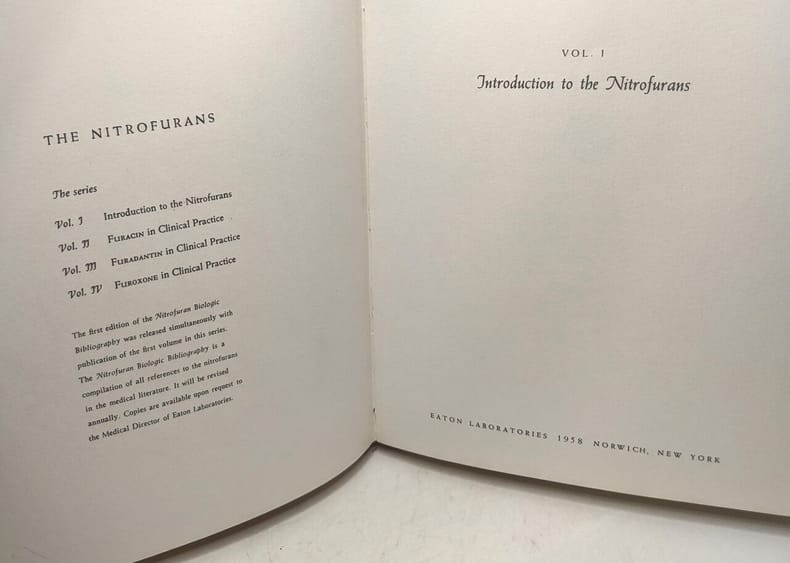 THE NITROFURANS
The series
Vol. I Introduction to the Nitrofurans
Vol. II FURACIN in Clinical Practice
Vol. III FURADANTIN in Clinical Practice
Vol. IV FUROXONE in Clinical Practice
The first edition of the Nitrofuran Biologic
Bibliography was released simultaneously with
publication of the first volume in this series.
The Nitrofuran Biologic Bibliography is a
compilation of all references to the nitrofurans
in the medical literature. It will be revised
annually. Copies are available upon request to
the Medical Director of Eaton Laboratories.
VOL. I
Introduction to the Nitrofurans
EATON LABORATORIES 1958 NORWICH, NEW YORK